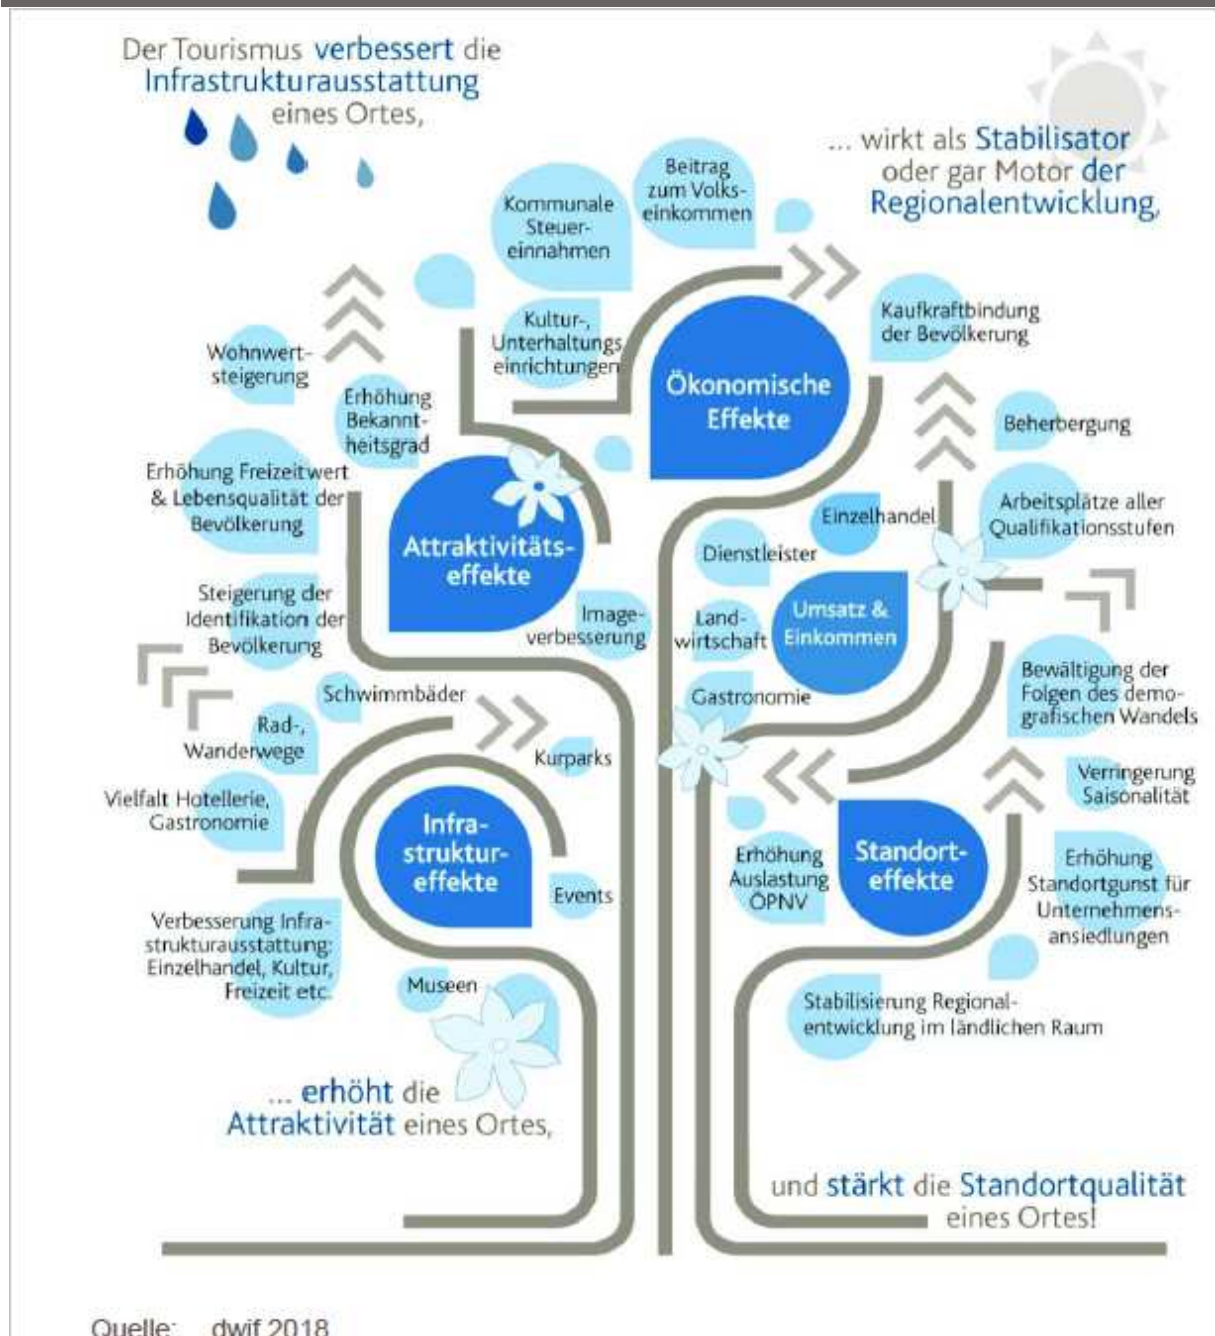 Der Tourismus verbessert die
Infrastrukturausstattung
eines Ortes,
... wirkt als Stabilisator
oder gar Motor der
Regionalentwicklung,
Beitrag
zum Volks-
einkommen
Kommunale
Steuer-
einnahmen
Kultur-,
Unterhaltungs
einrichtungen
Kaufkraftbindung
der Bevölkerung
Ökonomische
Effekte
Wohnwert-
steigerung
Erhöhung
Bekannt-
heitsgrad
Beherbergung
Erhöhung Freizeitwert
& Lebensqualität der
Bevölkerung
Attraktivitäts-
effekte
Einzelhandel
Arbeitsplätze aller
Qualifikationsstufen
Dienstleister
Steigerung der
Identifikation der
Bevölkerung
Image-
verbesserung
Land-
wirtschaft
Umsatz &
Einkommen
Gastronomie
Bewältigung der
Folgen des demo-
grafischen Wandels
Schwimmbäder
Rad-,
Wanderwege
Kurparks
Verringerung
Saisonalität
Vielfalt Hotellerie,
Gastronomie
Infra-
struktur-
effekte
Events
Erhöhung
Auslastung
ÖPNV
Standort-
effekte
Erhöhung
Standortgunst für
Unternehmens-
ansiedlungen
Verbesserung Infra-
strukturausstattung:
Einzelhandel, Kultur,
Freizeit etc.
Museen
Stabilisierung Regional-
entwicklung im ländlichen Raum
... erhöht die
Attraktivität eines Ortes,
und stärkt die Standortqualität
eines Ortes!
Quelle: dwif 2018